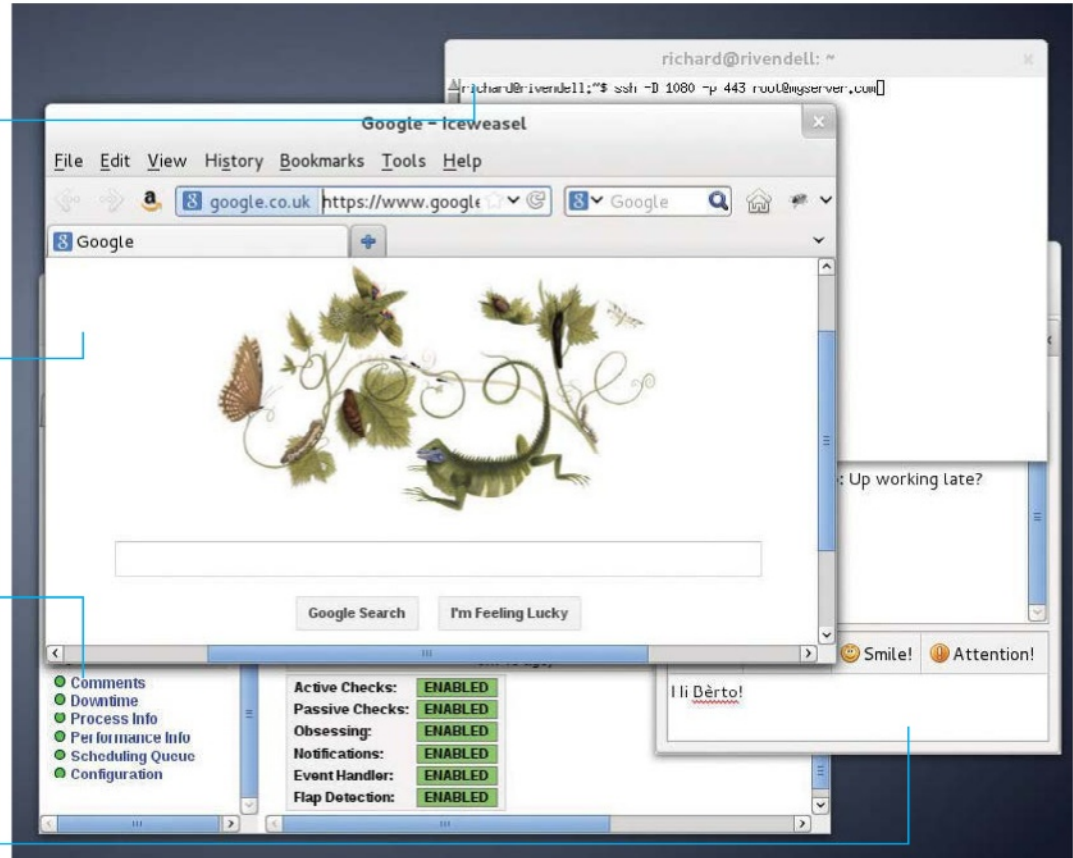 richard@rivendell: ~
richard@rivendell:~$ ssh -D 1080 -p 443 root@myserver.com
Google - Iceweasel
File Edit View History Bookmarks Tools Help
google.co.uk https://www.google
Google
Google
: Up working late?
Google Search I'm Feeling Lucky
Smile! Attention!
Hi Bèrto!
Comments
Downtime
Process Info
Performance Info
Scheduling Queue
Configuration
Active Checks: ENABLED
Passive Checks: ENABLED
Obsessing: ENABLED
Notifications: ENABLED
Event Handler: ENABLED
Flap Detection: ENABLED